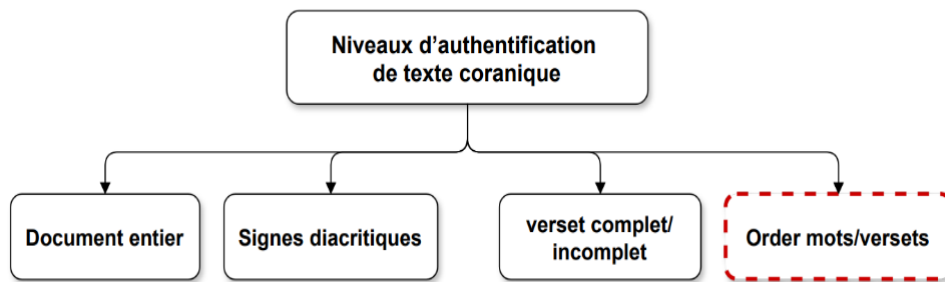 Niveaux d’authentification
de texte coranique
Document entier
Signes diacritiques
verset complet/
incomplet
Order mots/versets